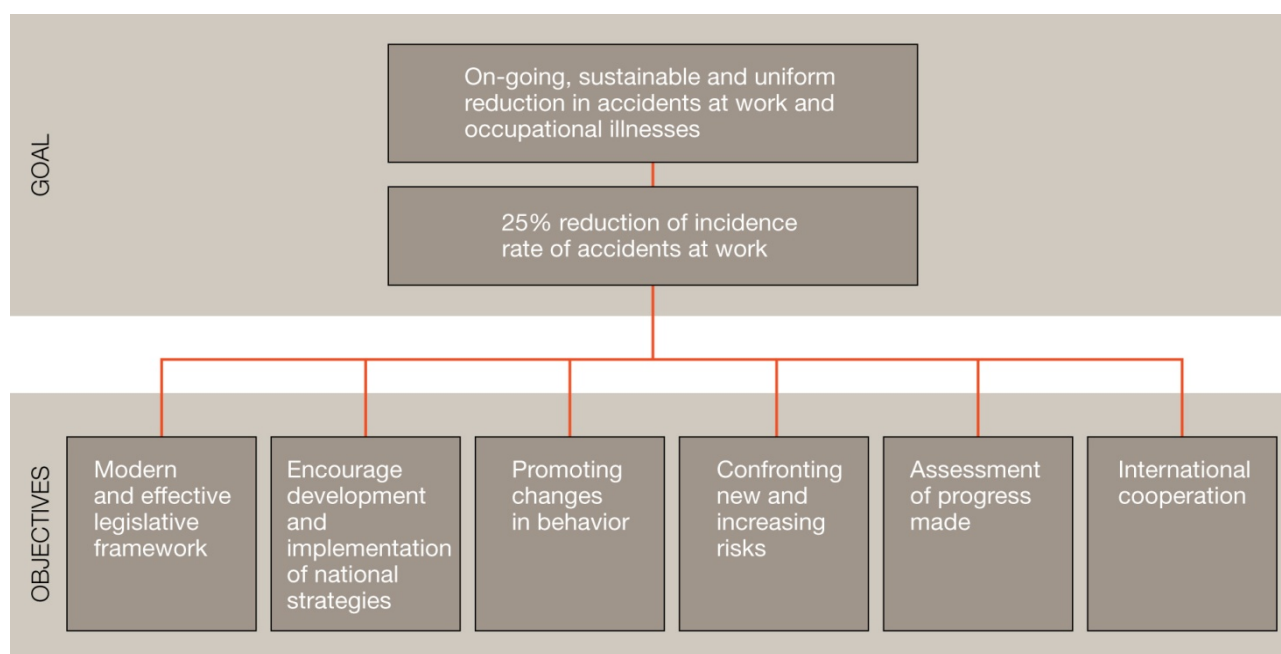 GOAL
On-going, sustainable and uniform
reduction in accidents at work and
occupational illnesses
25% reduction of incidence
rate of accidents at work
OBJECTIVES
Modern
and effective
legislative
framework
Encourage
development
and
implementation
of national
strategies
Promoting
changes
in behavior
Confronting
new and
increasing
risks
Assessment
of progress
made
International
cooperation